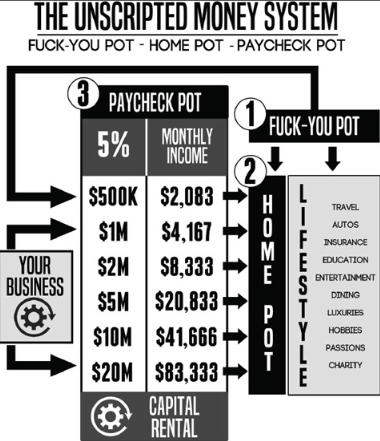 THE UNSCRIPTED MONEY SYSTEM
FUCK-YOU POT - HOME POT - PAYCHECK POT
3 PAYCHECK POT
5% MONTHLY INCOME
$500K $2,083
$1M $4,167
$2M $8,333
$5M $20,833
$10M $41,666
$20M $83,333
CAPITAL RENTAL
YOUR BUSINESS
1 FUCK-YOU POT
2 HOME POT
LIFESTYLE
TRAVEL
AUTOS
INSURANCE
EDUCATION
ENTERTAINMENT
DINING
LUXURIES
HOBBIES
PASSIONS
CHARITY